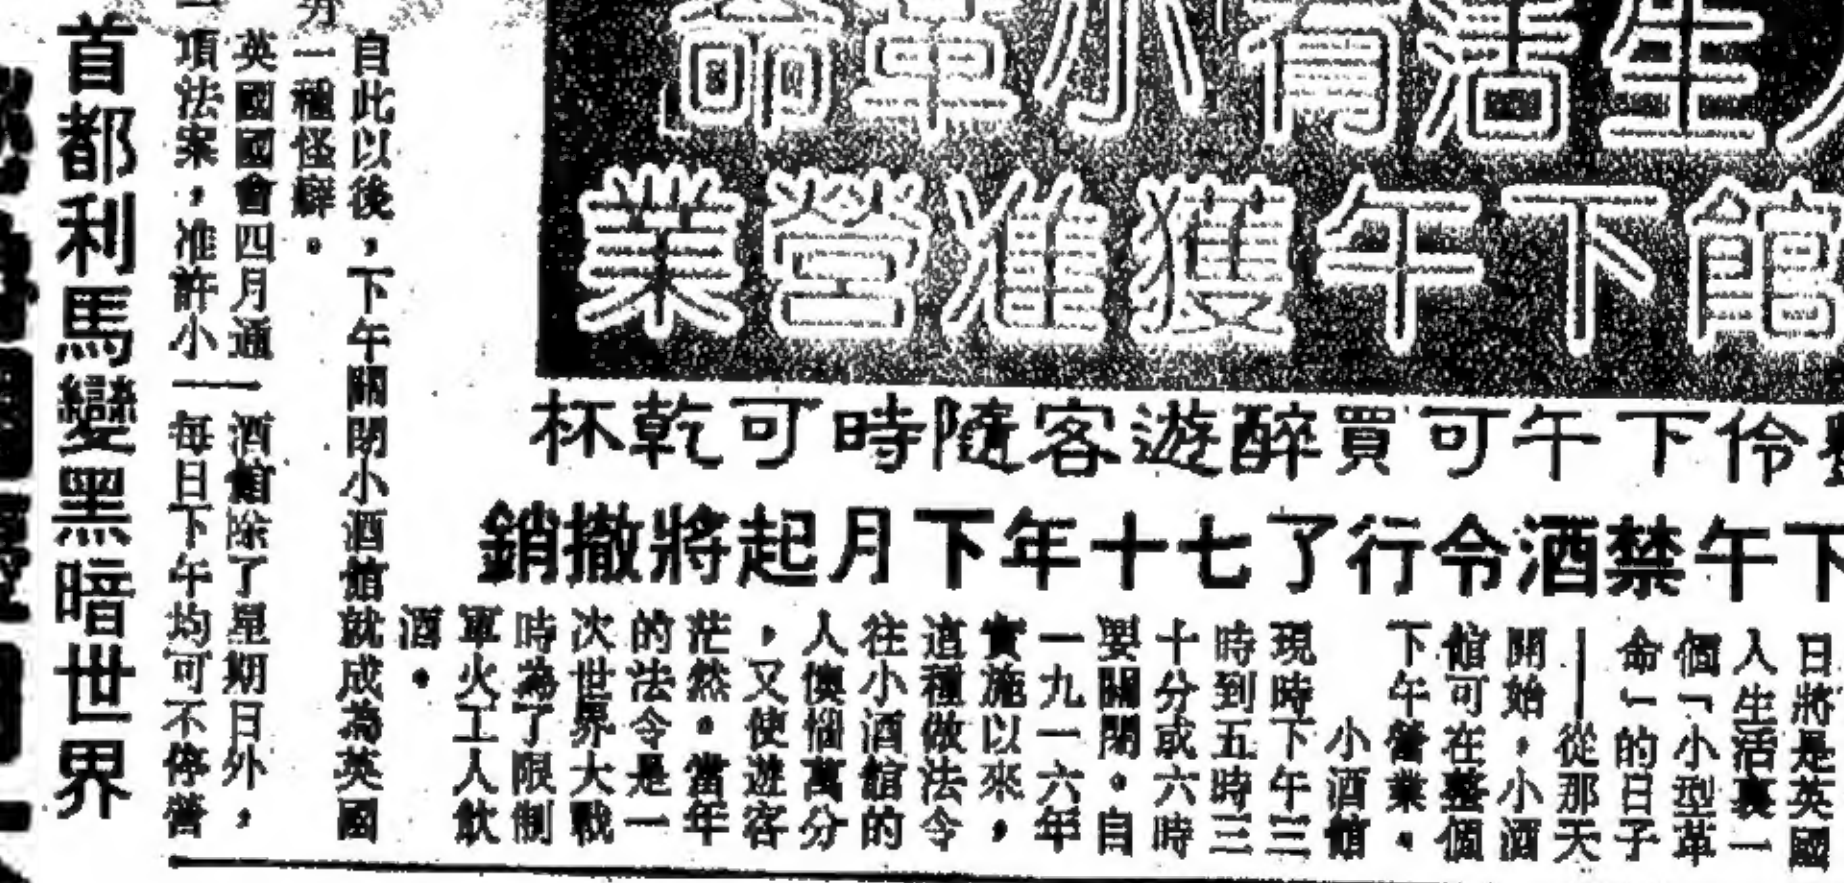 生活有小革命
館下午獲准營業
伶下午可買醉遊客隨時可乾杯
下午禁酒令行了七十年下月起將撤銷
日將是英國
人生活裏一
個「小型革
命」的日子
——從那天
開始，小酒
館可在整個
下午營業。
小酒館
現時下午三
時到五時三
十分或六時
要關閉。自
一九一六年
實施以來，
這種做法令
往小酒館的
人懊惱萬分
，又使遊客
茫然。當年
的法令是一
次世界大戰
時為了限制
軍火工人飲
酒。
自此以後，下午關閉小酒館就成為英國
另一種怪癖。
英國國會四月通
一項法案，准許小
酒館除了星期日外，
每日下午均可不停營
首都利馬變黑暗世界